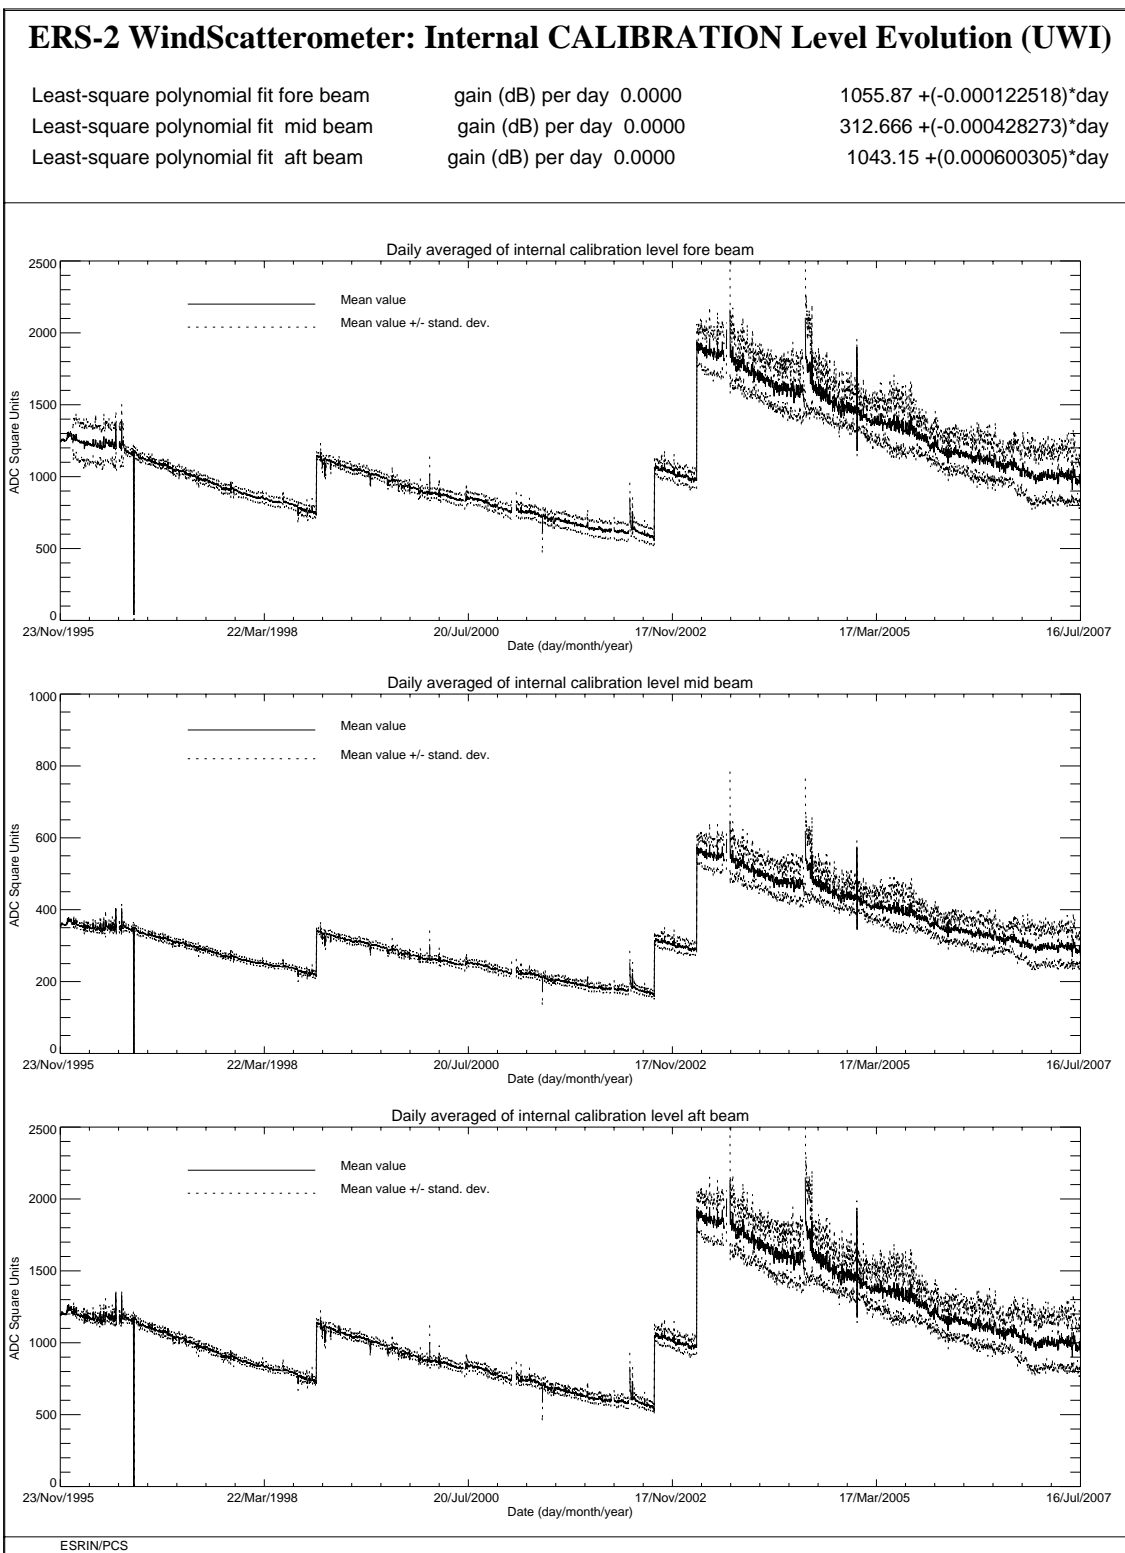 ERS-2 WindScatterometer: Internal CALIBRATION Level Evolution (UWI)
Least-square polynomial fit fore beam gain (dB) per day 0.0000 1055.87 +(-0.000122518)*day
Least-square polynomial fit mid beam gain (dB) per day 0.0000 312.666 +(-0.000428273)*day
Least-square polynomial fit aft beam gain (dB) per day 0.0000 1043.15 +(0.000600305)*day
Daily averaged of internal calibration level fore beam
2500
2000
1500
1000
500
0
ADC Square Units
Mean value
Mean value +/- stand. dev.
23/Nov/1995 22/Mar/1998 20/Jul/2000 17/Nov/2002 17/Mar/2005 16/Jul/2007
Date (day/month/year)
Daily averaged of internal calibration level mid beam
1000
800
600
400
200
0
ADC Square Units
Mean value
Mean value +/- stand. dev.
23/Nov/1995 22/Mar/1998 20/Jul/2000 17/Nov/2002 17/Mar/2005 16/Jul/2007
Date (day/month/year)
Daily averaged of internal calibration level aft beam
2500
2000
1500
1000
500
0
ADC Square Units
Mean value
Mean value +/- stand. dev.
23/Nov/1995 22/Mar/1998 20/Jul/2000 17/Nov/2002 17/Mar/2005 16/Jul/2007
Date (day/month/year)
ESRIN/PCS